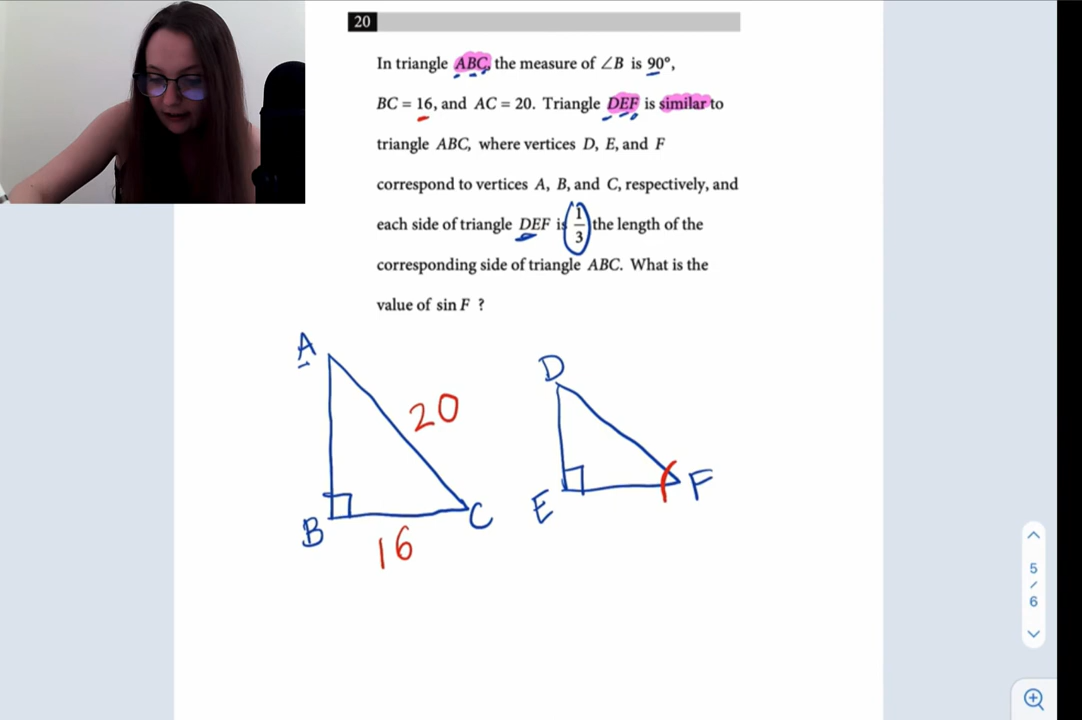 20
In triangle ABC, the measure of ∠B is 90°,
BC = 16, and AC = 20. Triangle DEF is similar to
triangle ABC, where vertices D, E, and F
correspond to vertices A, B, and C, respectively, and
each side of triangle DEF is 1/3 the length of the
corresponding side of triangle ABC. What is the
value of sin F ?
A
D
20
E
F
B
C
16
5
/
6